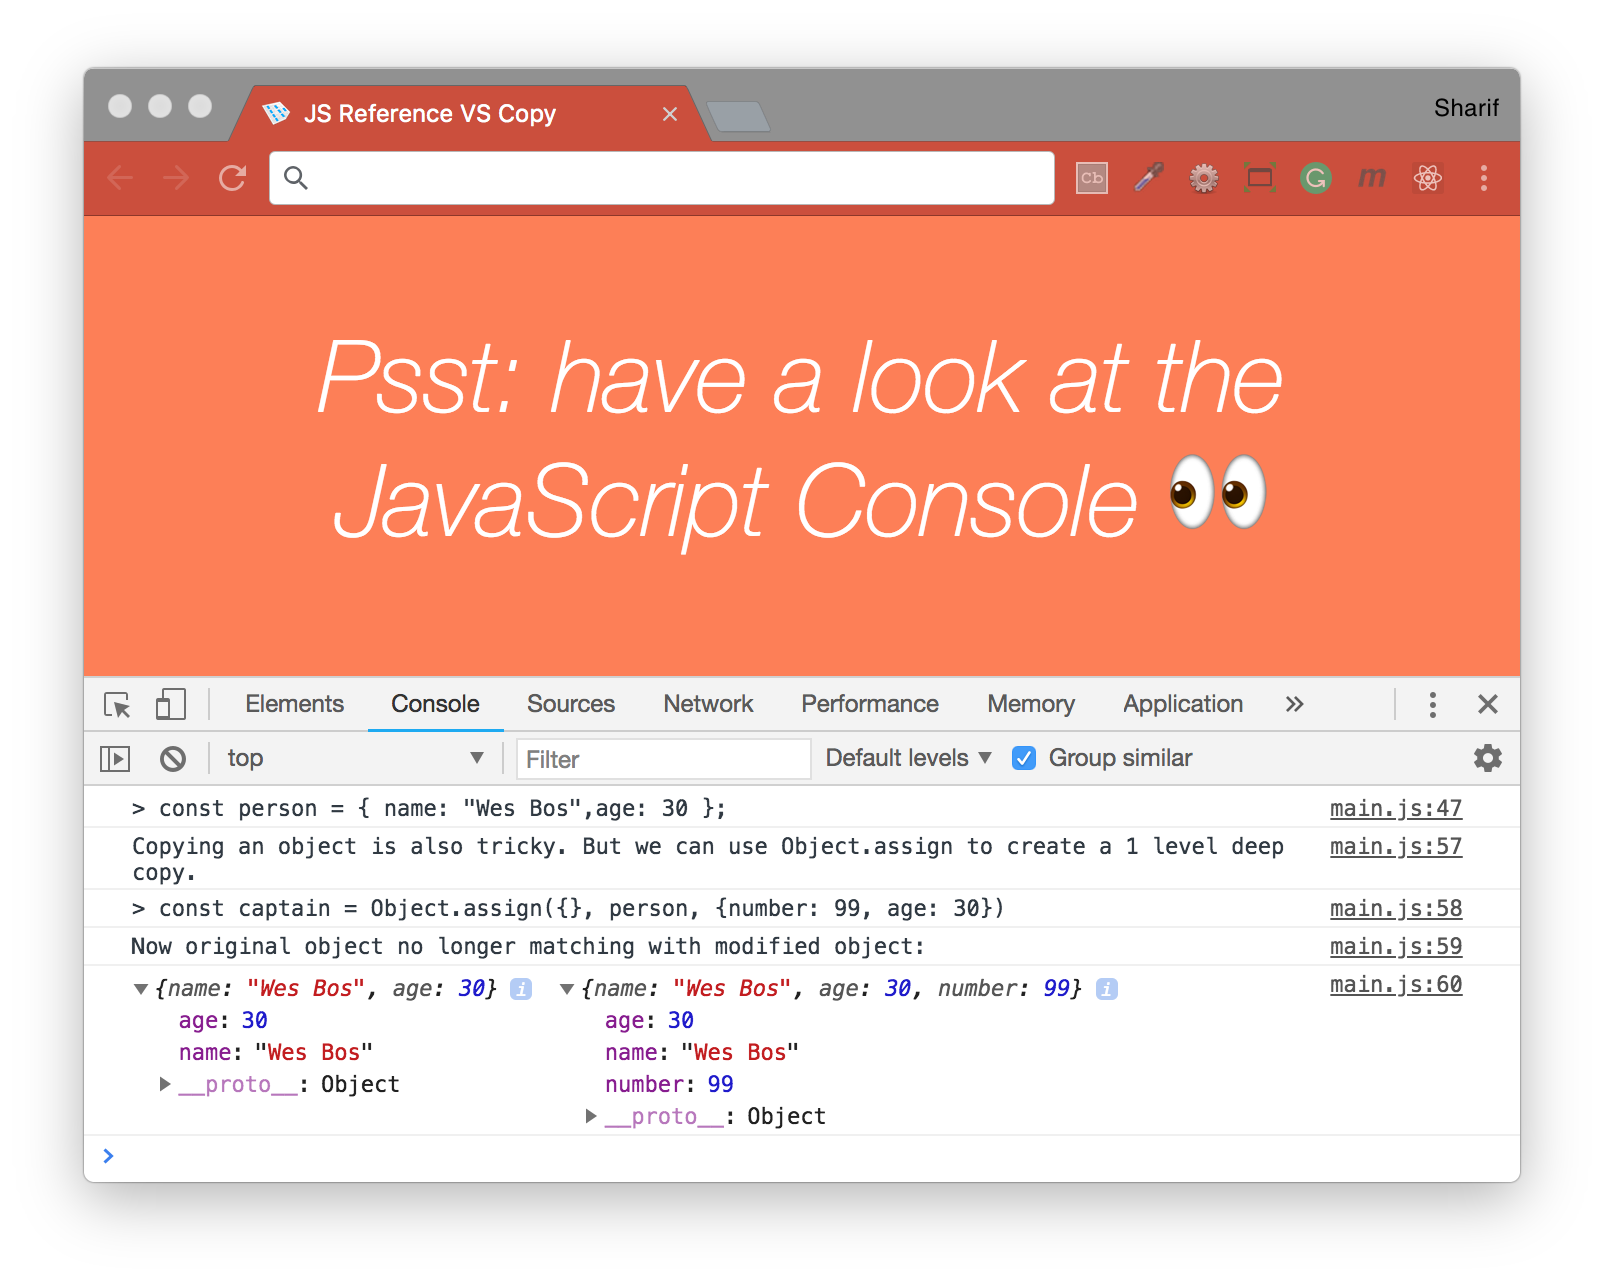 JS Reference VS Copy
Sharif
Cb
G
m
Psst: have a look at the
JavaScript Console 👀
Elements Console Sources Network Performance Memory Application »
top Filter Default levels Group similar
> const person = { name: "Wes Bos",age: 30 }; main.js:47
Copying an object is also tricky. But we can use Object.assign to create a 1 level deep main.js:57
copy.
> const captain = Object.assign({}, person, {number: 99, age: 30}) main.js:58
Now original object no longer matching with modified object: main.js:59
▼{name: "Wes Bos", age: 30} i ▼{name: "Wes Bos", age: 30, number: 99} i main.js:60
age: 30 age: 30
name: "Wes Bos" name: "Wes Bos"
▶__proto__: Object number: 99
▶__proto__: Object
>